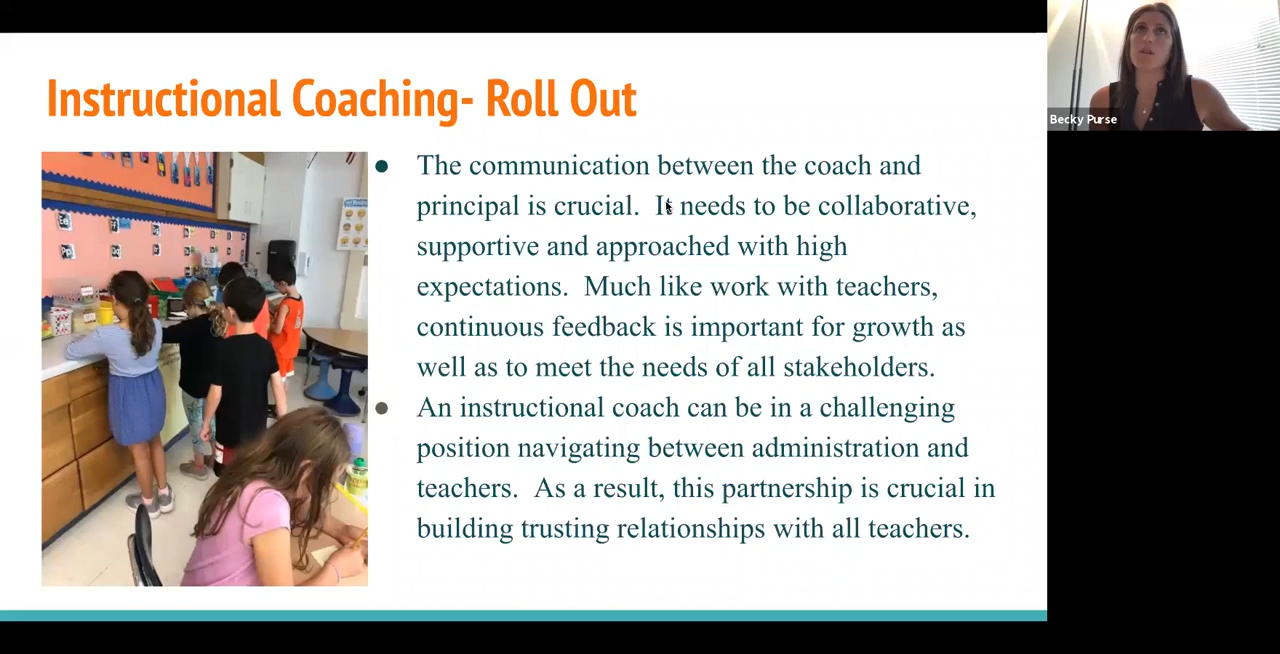 Instructional Coaching- Roll Out
Becky Purse
● The communication between the coach and
principal is crucial.  It needs to be collaborative,
supportive and approached with high
expectations.  Much like work with teachers,
continuous feedback is important for growth as
well as to meet the needs of all stakeholders.
● An instructional coach can be in a challenging
position navigating between administration and
teachers.  As a result, this partnership is crucial in
building trusting relationships with all teachers.